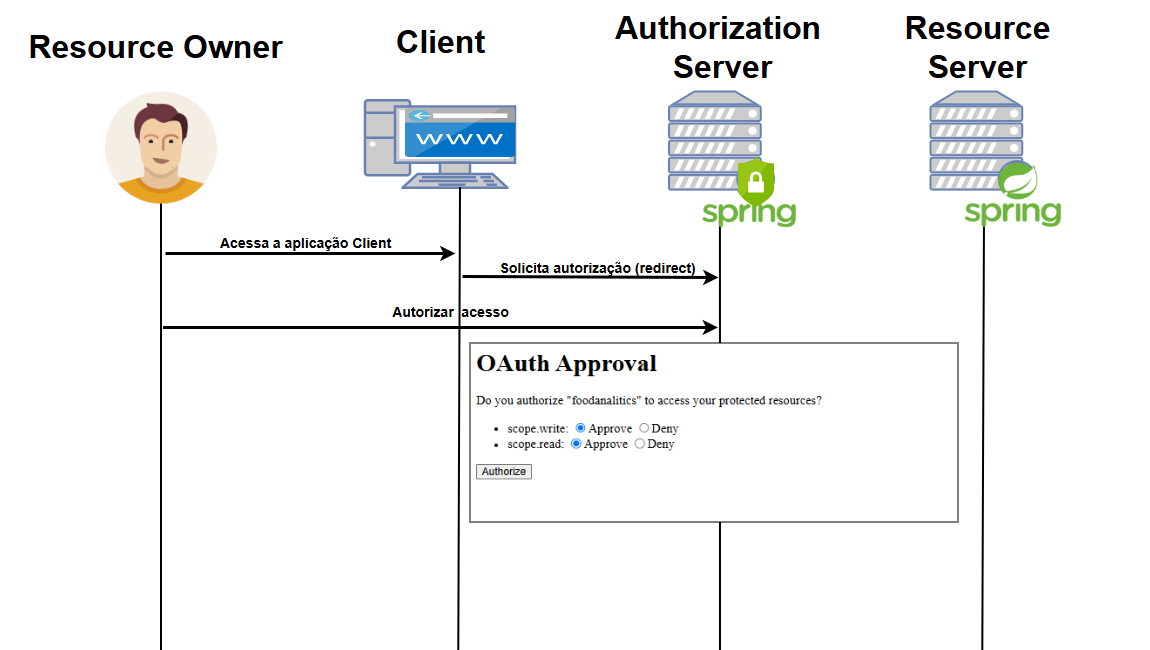 Resource Owner
Client
Authorization
Server
Resource
Server
WWW
spring
spring
Acessa a aplicação Client
Solicita autorização (redirect)
Autorizar acesso
OAuth Approval
Do you authorize "foodanalitics" to access your protected resources?
scope.write: Approve Deny
scope.read: Approve Deny
Authorize